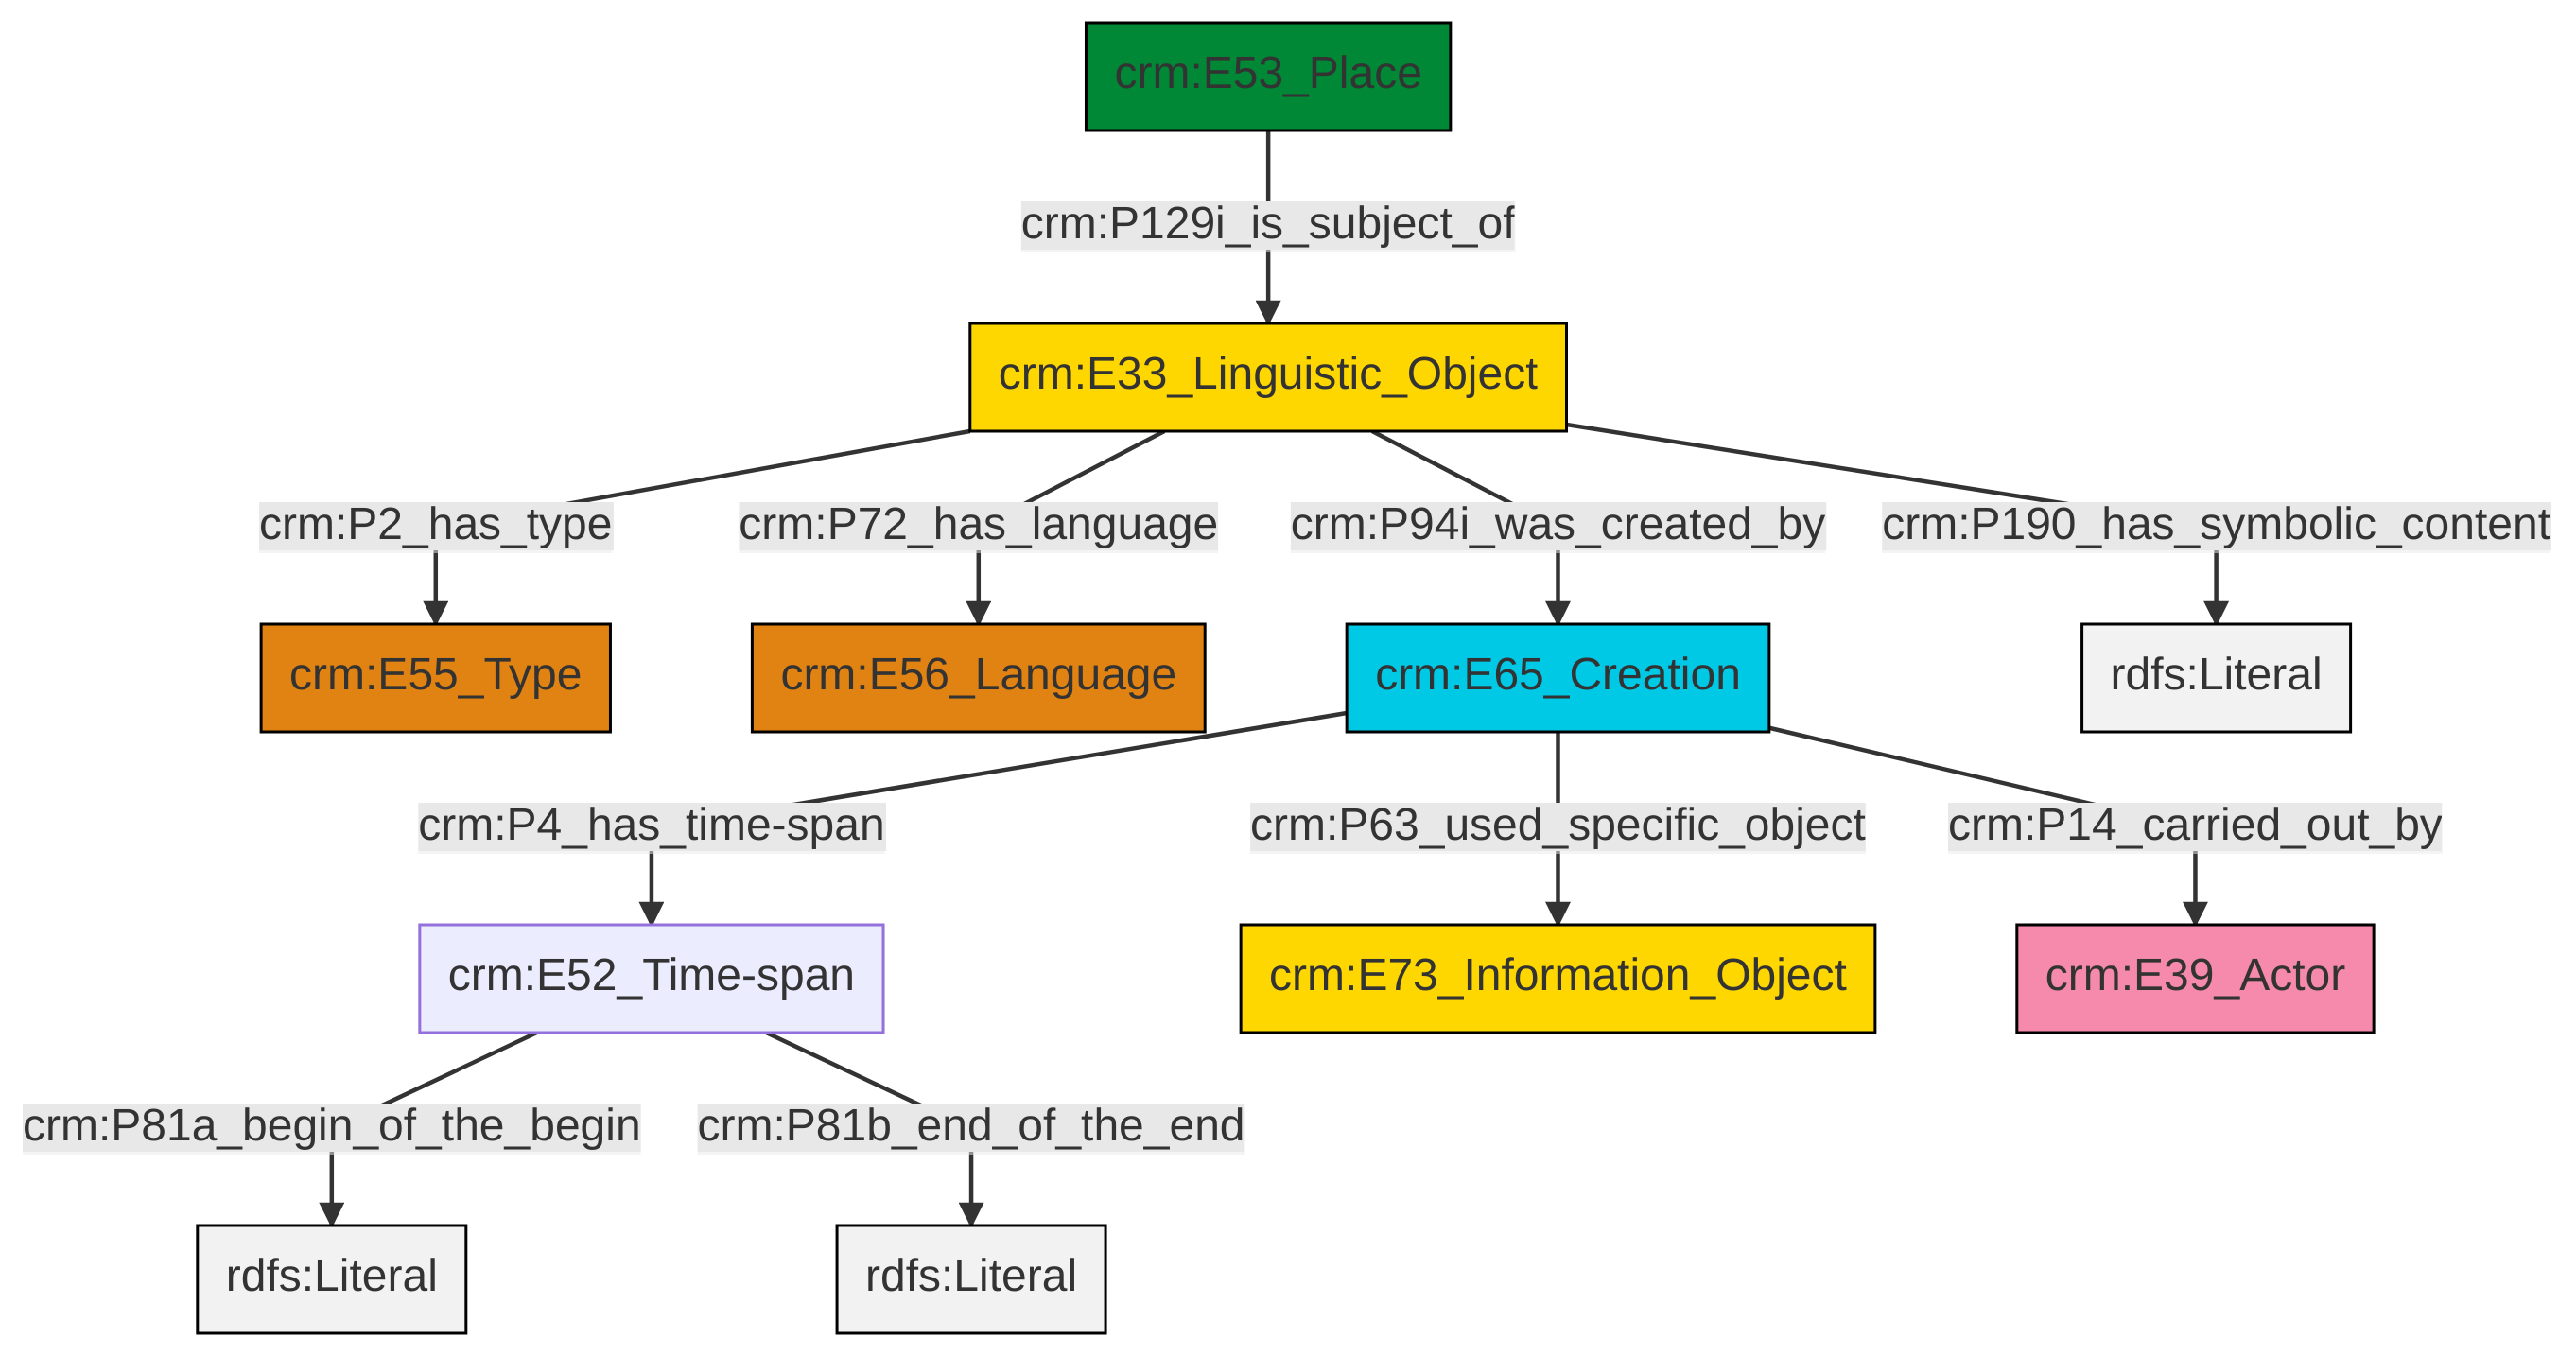 crm:E53_Place
crm:P129i_is_subject_of
crm:E33_Linguistic_Object
crm:P2_has_type
crm:P72_has_language
crm:P94i_was_created_by
crm:P190_has_symbolic_content
crm:E55_Type
crm:E56_Language
crm:E65_Creation
rdfs:Literal
crm:P4_has_time-span
crm:P63_used_specific_object
crm:P14_carried_out_by
crm:E52_Time-span
crm:E73_Information_Object
crm:E39_Actor
crm:P81a_begin_of_the_begin
crm:P81b_end_of_the_end
rdfs:Literal
rdfs:Literal